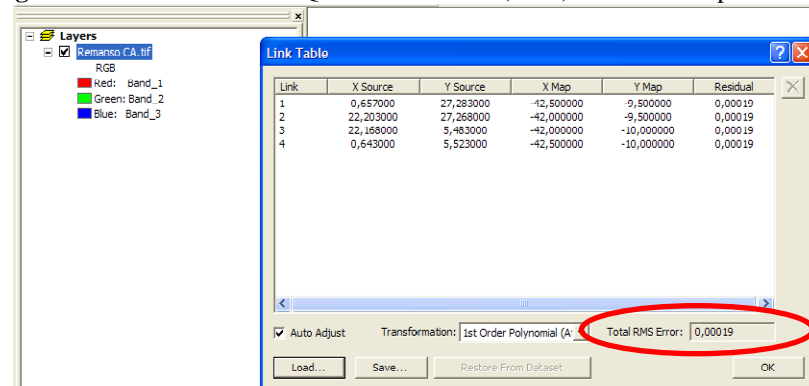 Layers
Remanso CA.tif
RGB
Red: Band_1
Green: Band_2
Blue: Band_3
Link Table
Link X Source Y Source X Map Y Map Residual
1 0,657000 27,283000 -42,500000 -9,500000 0,00019
2 22,203000 27,268000 -42,000000 -9,500000 0,00019
3 22,168000 5,483000 -42,000000 -10,000000 0,00019
4 0,643000 5,523000 -42,500000 -10,000000 0,00019
Auto Adjust Transformation: 1st Order Polynomial (A Total RMS Error: 0,00019
Load... Save... Restore From Dataset OK